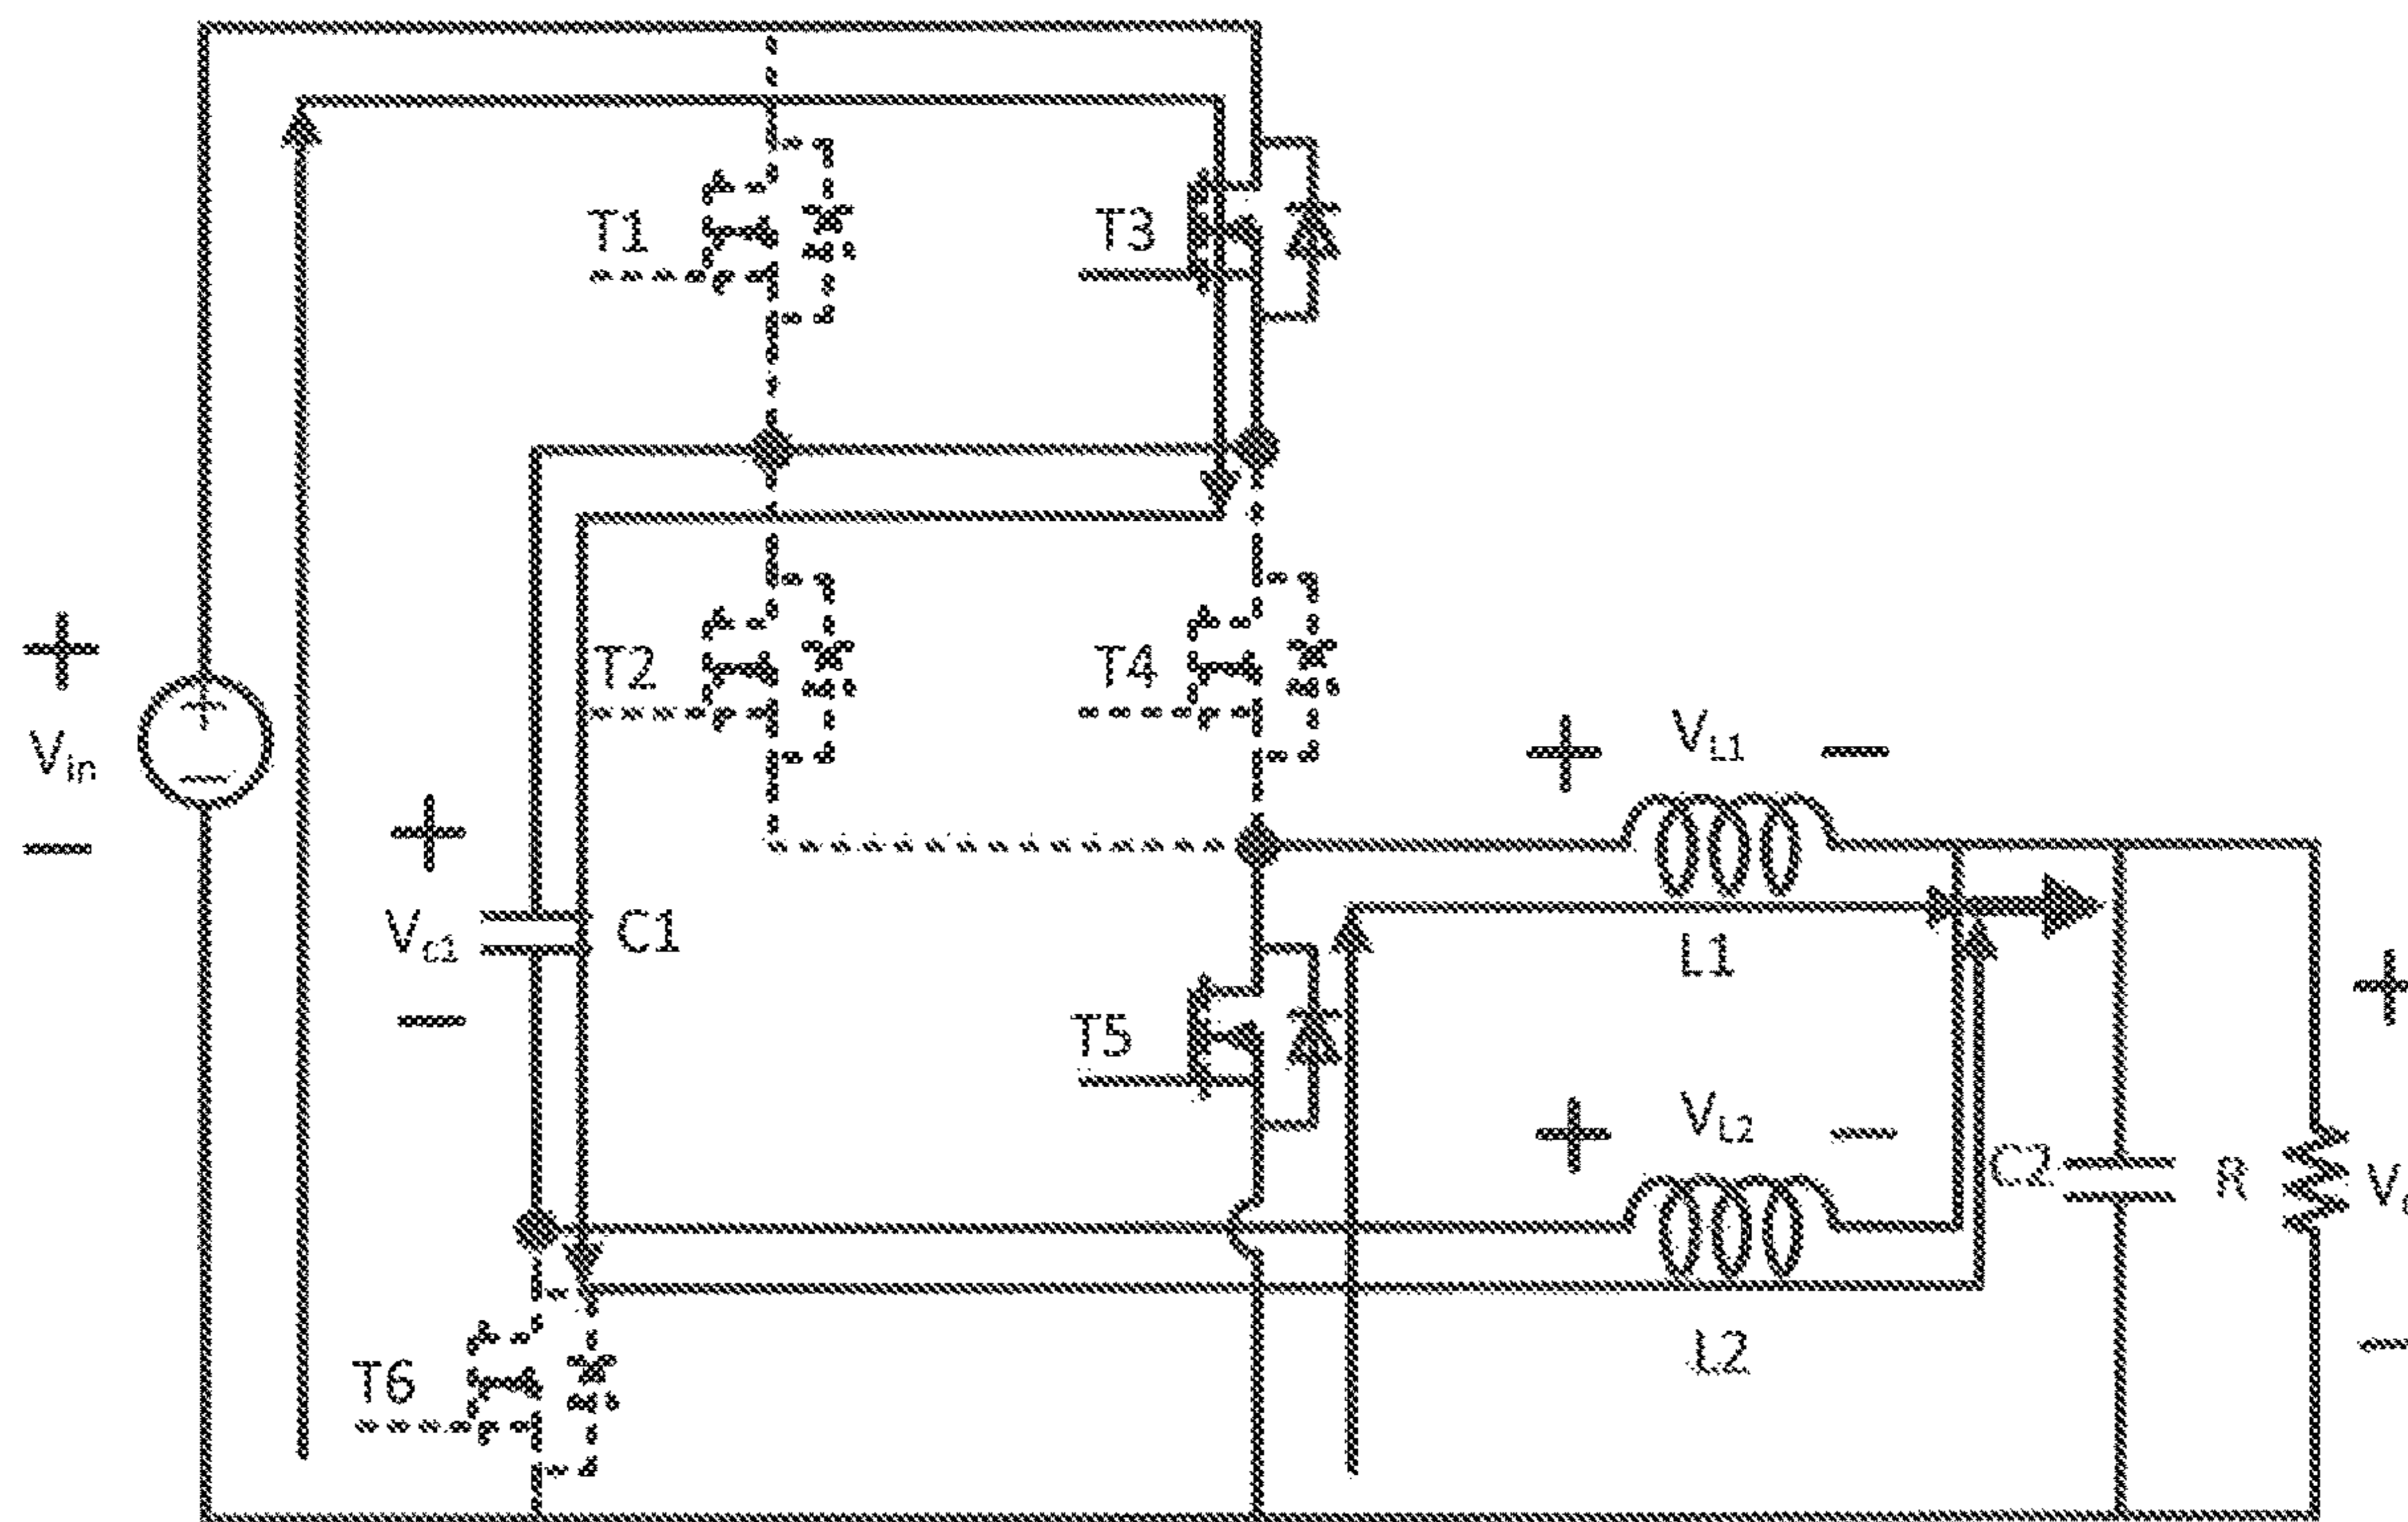 T1
T3
T2
T4
+
Vin
−
+
−
+ VL1 −
+
Vc1
−
C1
L1
T5
+ VL2 −
C2
R
+
−
L2
T6